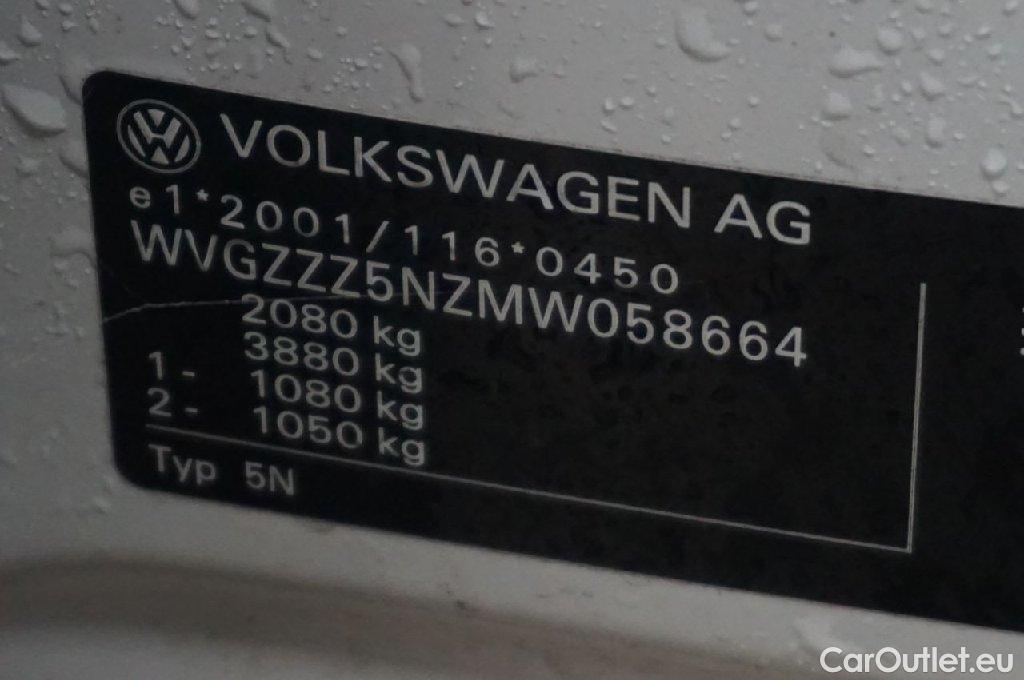 VOLKSWAGEN AG
e1*2001/116*0450
WVGZZZ5NZMW058664
2080 kg
3880 kg
1- 1080 kg
2- 1050 kg
Typ 5N
CarOutlet.eu